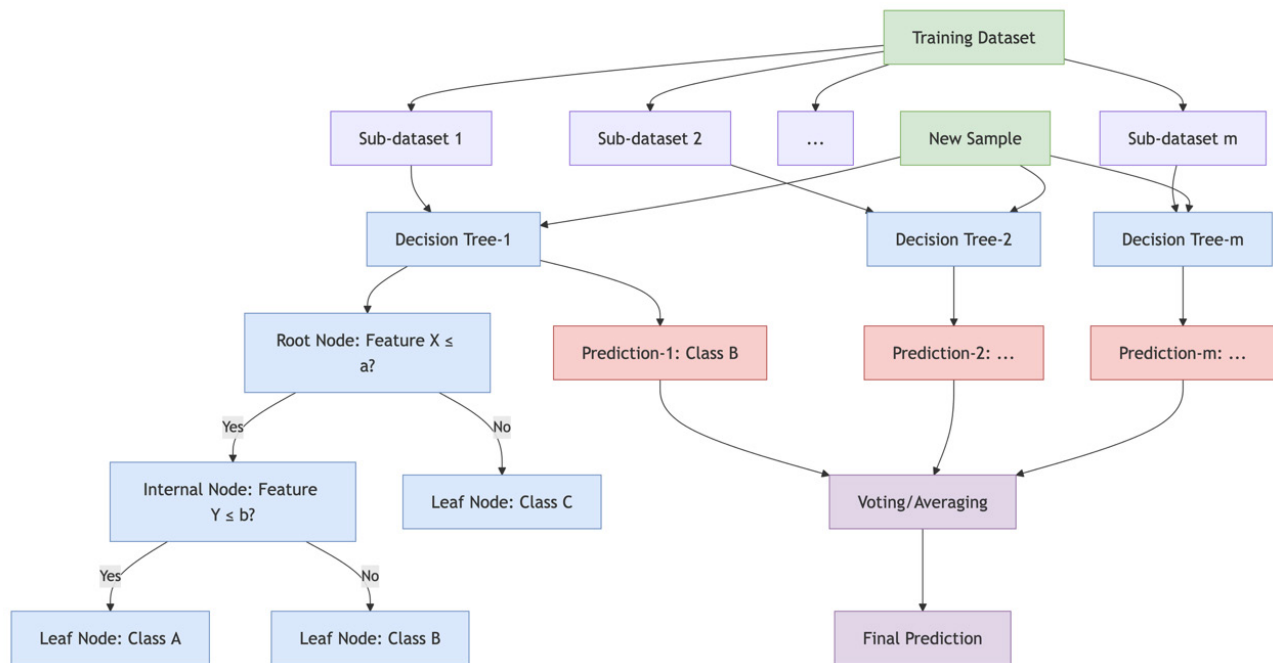 Training Dataset
Sub-dataset 1
Sub-dataset 2
...
New Sample
Sub-dataset m
Decision Tree-1
Decision Tree-2
Decision Tree-m
Root Node: Feature X ≤
a?
Prediction-1: Class B
Prediction-2: ...
Prediction-m: ...
Yes
No
Internal Node: Feature
Y ≤ b?
Leaf Node: Class C
Voting/Averaging
Yes
No
Leaf Node: Class A
Leaf Node: Class B
Final Prediction